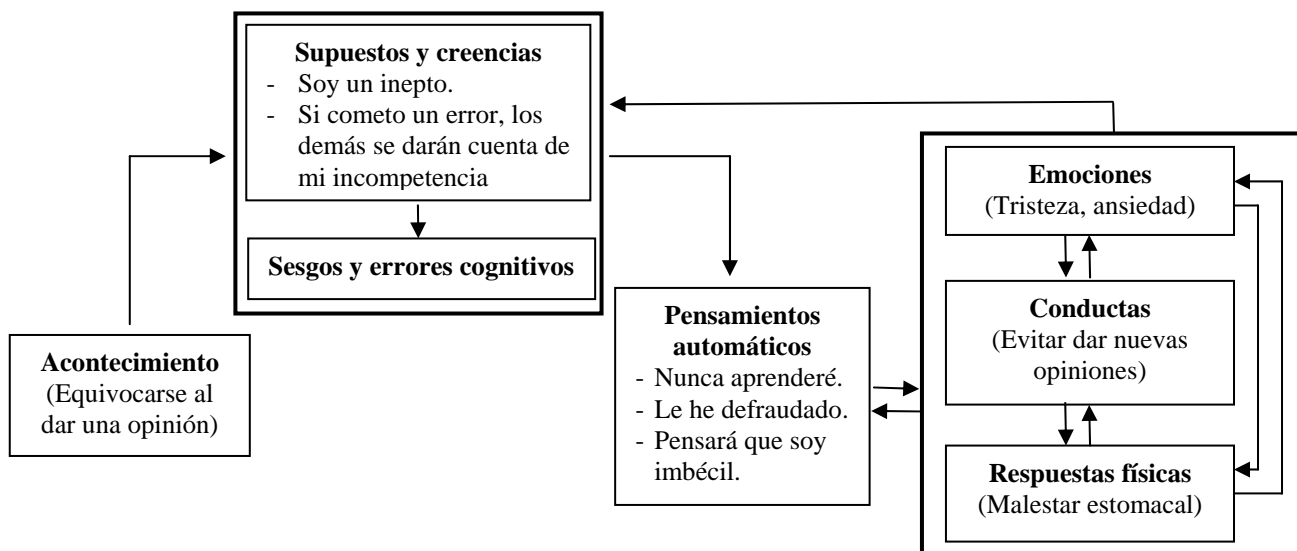 Supuestos y creencias
- Soy un inepto.
- Si cometo un error, los
demás se darán cuenta de
mi incompetencia
Sesgos y errores cognitivos
Acontecimiento
(Equivocarse al
dar una opinión)
Pensamientos
automáticos
- Nunca aprenderé.
- Le he defraudado.
- Pensará que soy
imbécil.
Emociones
(Tristeza, ansiedad)
Conductas
(Evitar dar nuevas
opiniones)
Respuestas físicas
(Malestar estomacal)